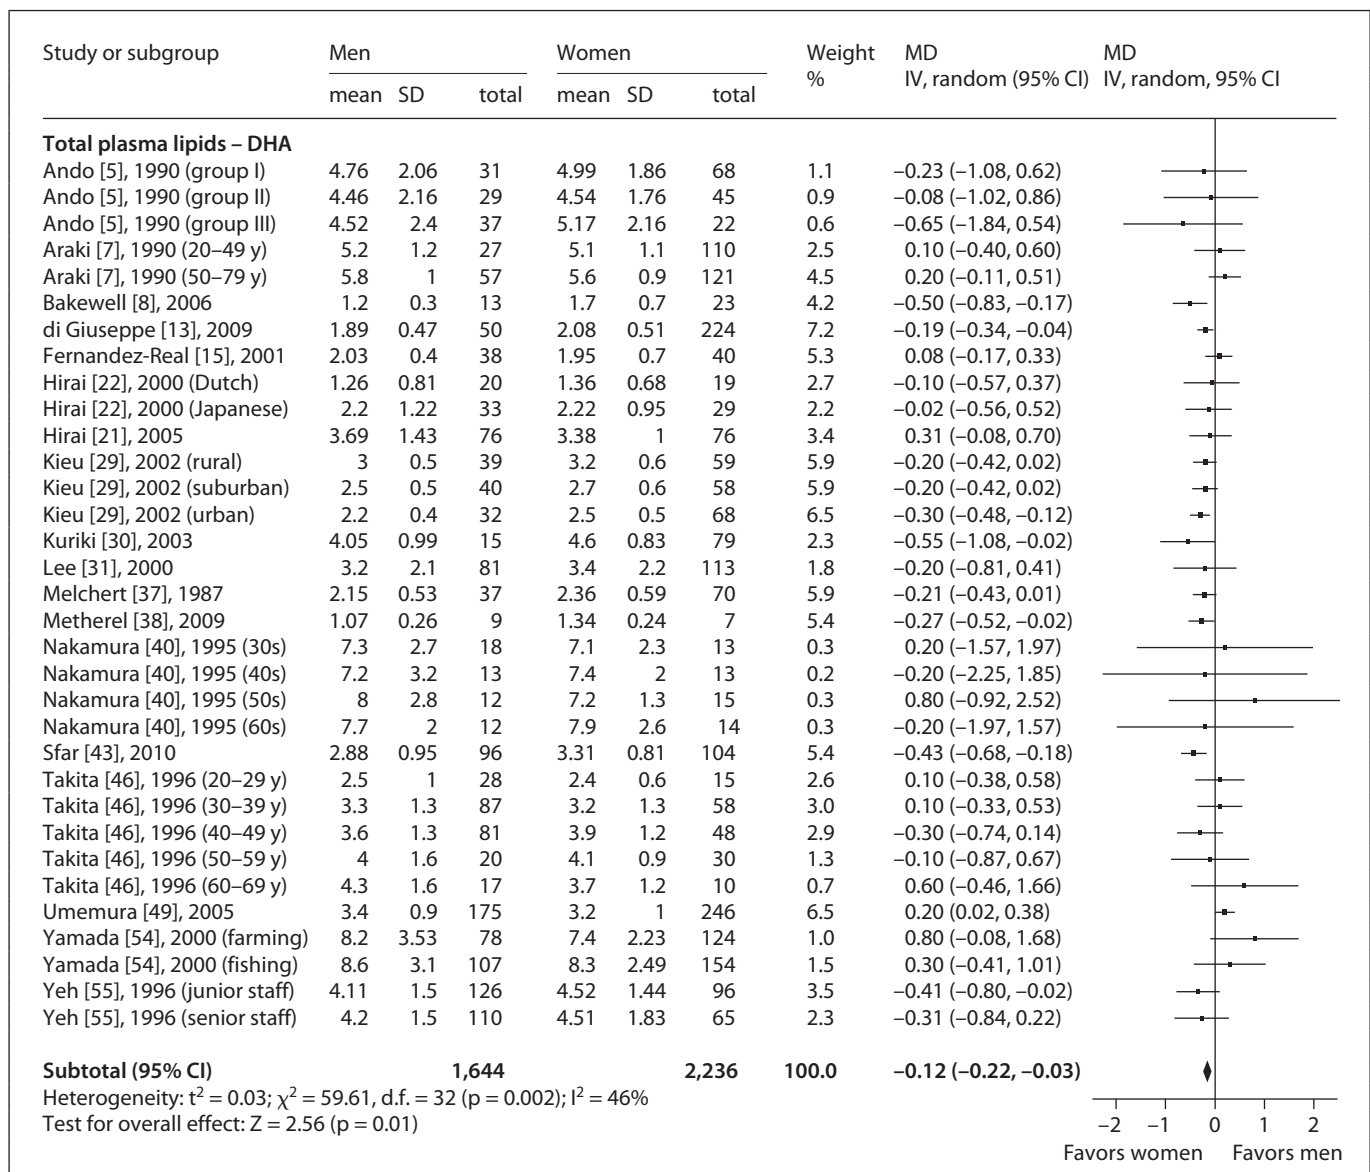 Study or subgroup Men Women Weight MD MD
% IV, random (95% CI) IV, random, 95% CI
mean SD total mean SD total
Total plasma lipids – DHA
Ando [5], 1990 (group I) 4.76 2.06 31 4.99 1.86 68 1.1 –0.23 (–1.08, 0.62)
Ando [5], 1990 (group II) 4.46 2.16 29 4.54 1.76 45 0.9 –0.08 (–1.02, 0.86)
Ando [5], 1990 (group III) 4.52 2.4 37 5.17 2.16 22 0.6 –0.65 (–1.84, 0.54)
Araki [7], 1990 (20–49 y) 5.2 1.2 27 5.1 1.1 110 2.5 0.10 (–0.40, 0.60)
Araki [7], 1990 (50–79 y) 5.8 1 57 5.6 0.9 121 4.5 0.20 (–0.11, 0.51)
Bakewell [8], 2006 1.2 0.3 13 1.7 0.7 23 4.2 –0.50 (–0.83, –0.17)
di Giuseppe [13], 2009 1.89 0.47 50 2.08 0.51 224 7.2 –0.19 (–0.34, –0.04)
Fernandez-Real [15], 2001 2.03 0.4 38 1.95 0.7 40 5.3 0.08 (–0.17, 0.33)
Hirai [22], 2000 (Dutch) 1.26 0.81 20 1.36 0.68 19 2.7 –0.10 (–0.57, 0.37)
Hirai [22], 2000 (Japanese) 2.2 1.22 33 2.22 0.95 29 2.2 –0.02 (–0.56, 0.52)
Hirai [21], 2005 3.69 1.43 76 3.38 1 76 3.4 0.31 (–0.08, 0.70)
Kieu [29], 2002 (rural) 3 0.5 39 3.2 0.6 59 5.9 –0.20 (–0.42, 0.02)
Kieu [29], 2002 (suburban) 2.5 0.5 40 2.7 0.6 58 5.9 –0.20 (–0.42, 0.02)
Kieu [29], 2002 (urban) 2.2 0.4 32 2.5 0.5 68 6.5 –0.30 (–0.48, –0.12)
Kuriki [30], 2003 4.05 0.99 15 4.6 0.83 79 2.3 –0.55 (–1.08, –0.02)
Lee [31], 2000 3.2 2.1 81 3.4 2.2 113 1.8 –0.20 (–0.81, 0.41)
Melchert [37], 1987 2.15 0.53 37 2.36 0.59 70 5.9 –0.21 (–0.43, 0.01)
Metherel [38], 2009 1.07 0.26 9 1.34 0.24 7 5.4 –0.27 (–0.52, –0.02)
Nakamura [40], 1995 (30s) 7.3 2.7 18 7.1 2.3 13 0.3 0.20 (–1.57, 1.97)
Nakamura [40], 1995 (40s) 7.2 3.2 13 7.4 2 13 0.2 –0.20 (–2.25, 1.85)
Nakamura [40], 1995 (50s) 8 2.8 12 7.2 1.3 15 0.3 0.80 (–0.92, 2.52)
Nakamura [40], 1995 (60s) 7.7 2 12 7.9 2.6 14 0.3 –0.20 (–1.97, 1.57)
Sfar [43], 2010 2.88 0.95 96 3.31 0.81 104 5.4 –0.43 (–0.68, –0.18)
Takita [46], 1996 (20–29 y) 2.5 1 28 2.4 0.6 15 2.6 0.10 (–0.38, 0.58)
Takita [46], 1996 (30–39 y) 3.3 1.3 87 3.2 1.3 58 3.0 0.10 (–0.33, 0.53)
Takita [46], 1996 (40–49 y) 3.6 1.3 81 3.9 1.2 48 2.9 –0.30 (–0.74, 0.14)
Takita [46], 1996 (50–59 y) 4 1.6 20 4.1 0.9 30 1.3 –0.10 (–0.87, 0.67)
Takita [46], 1996 (60–69 y) 4.3 1.6 17 3.7 1.2 10 0.7 0.60 (–0.46, 1.66)
Umemura [49], 2005 3.4 0.9 175 3.2 1 246 6.5 0.20 (0.02, 0.38)
Yamada [54], 2000 (farming) 8.2 3.53 78 7.4 2.23 124 1.0 0.80 (–0.08, 1.68)
Yamada [54], 2000 (fishing) 8.6 3.1 107 8.3 2.49 154 1.5 0.30 (–0.41, 1.01)
Yeh [55], 1996 (junior staff) 4.11 1.5 126 4.52 1.44 96 3.5 –0.41 (–0.80, –0.02)
Yeh [55], 1996 (senior staff) 4.2 1.5 110 4.51 1.83 65 2.3 –0.31 (–0.84, 0.22)
Subtotal (95% CI) 1,644 2,236 100.0 –0.12 (–0.22, –0.03)
Heterogeneity: t² = 0.03; χ² = 59.61, d.f. = 32 (p = 0.002); I² = 46%
Test for overall effect: Z = 2.56 (p = 0.01)
–2 –1 0 1 2
Favors women Favors men